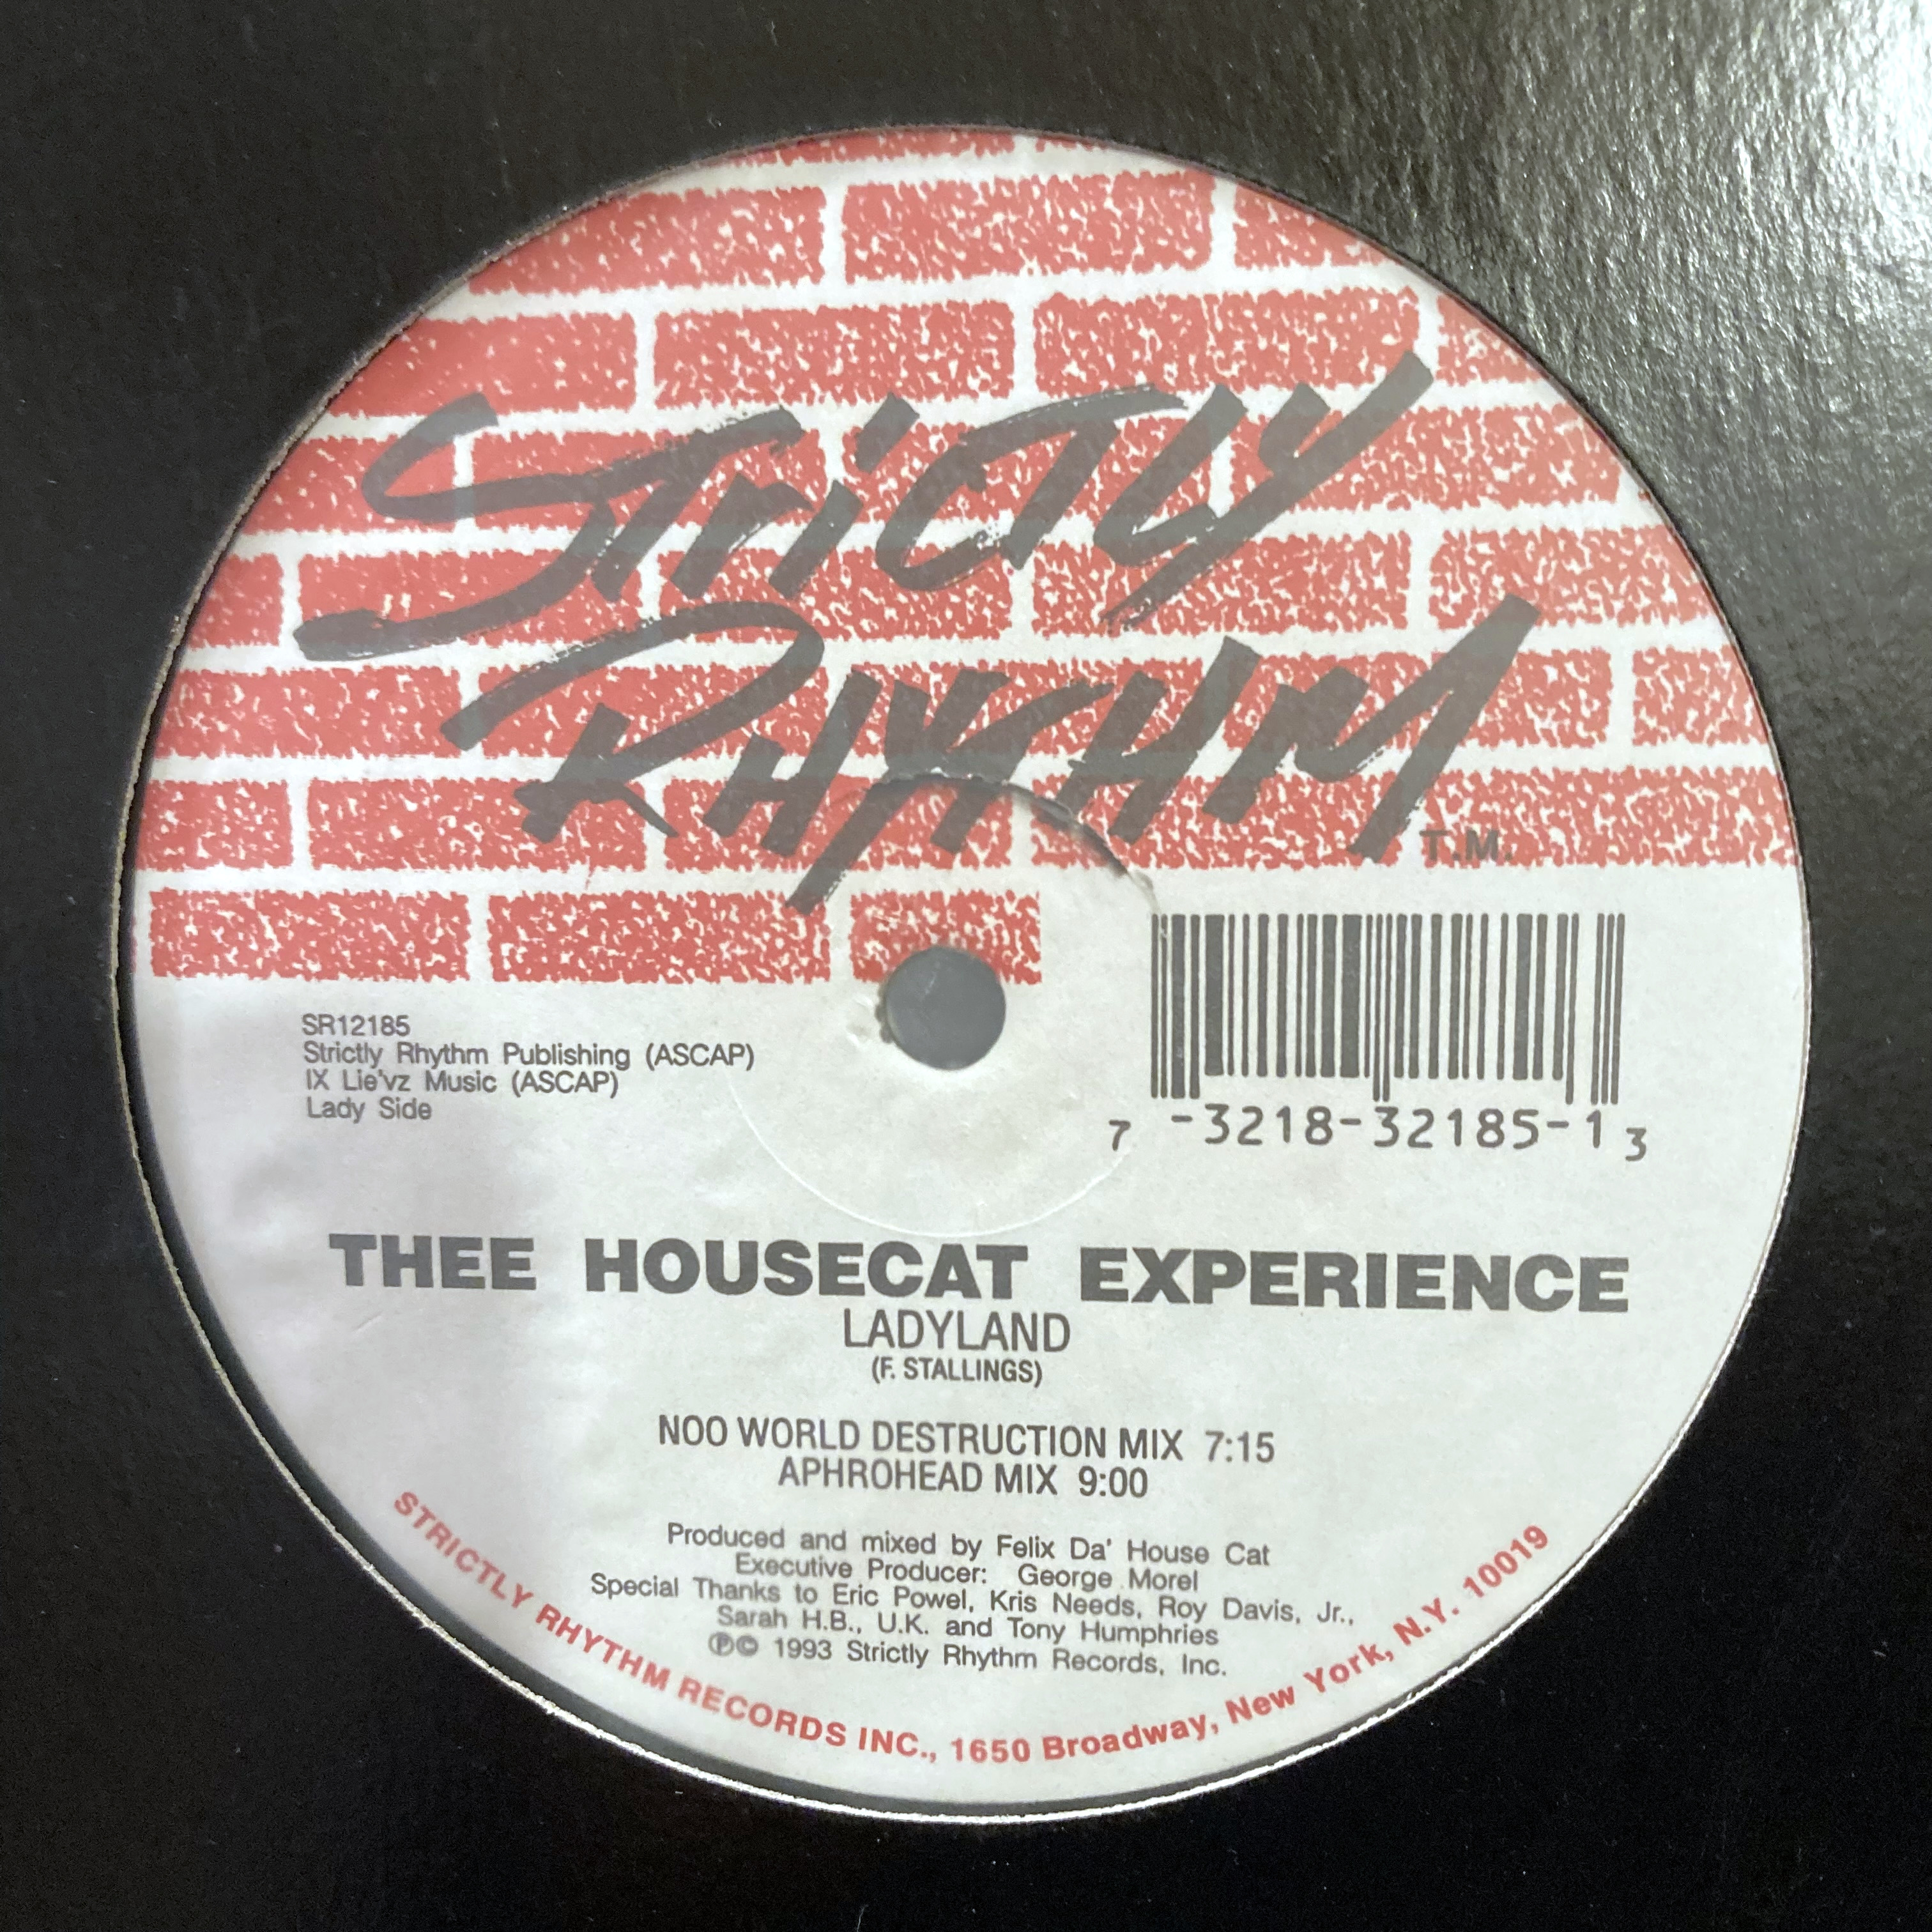 Strictly
Rhythm
T.M.
SR12185
Strictly Rhythm Publishing (ASCAP)
IX Lie'vz Music (ASCAP)
Lady Side
7 -3218-32185-1 3
THEE HOUSECAT EXPERIENCE
LADYLAND
(F. STALLINGS)
NOO WORLD DESTRUCTION MIX 7:15
APHROHEAD MIX 9:00
Produced and mixed by Felix Da' House Cat
Executive Producer: George Morel
Special Thanks to Eric Powel, Kris Needs, Roy Davis, Jr.,
Sarah H.B., U.K. and Tony Humphries
℗© 1993 Strictly Rhythm Records, Inc.
STRICTLY RHYTHM RECORDS INC., 1650 Broadway, New York, N.Y. 10019